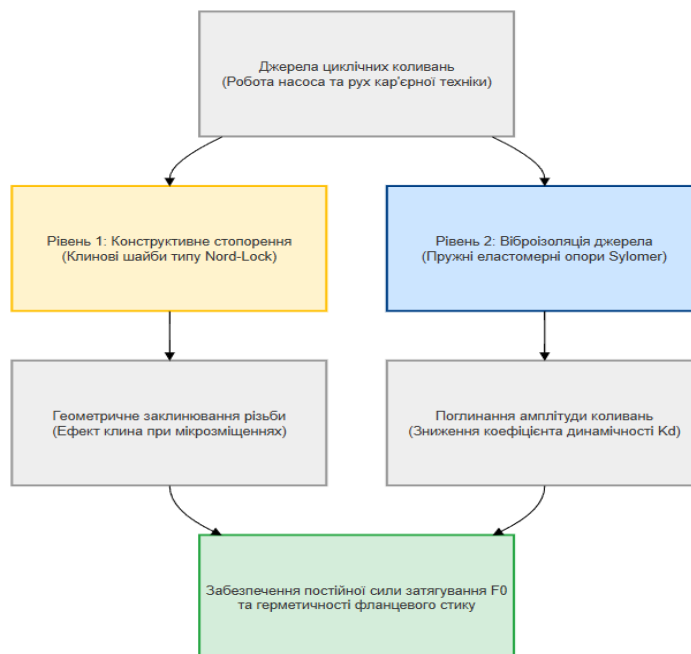 Джерела циклічних коливань
(Робота насоса та рух кар'єрної техніки)
Рівень 1: Конструктивне стопорення
(Клинові шайби типу Nord-Lock)
Рівень 2: Віброізоляція джерела
(Пружні еластомерні опори Sylomer)
Геометричне заклинювання різьби
(Ефект клина при мікрозміщеннях)
Поглинання амплітуди коливань
(Зниження коефіцієнта динамічності Kd)
Забезпечення постійної сили затягування F0
та герметичності фланцевого стику